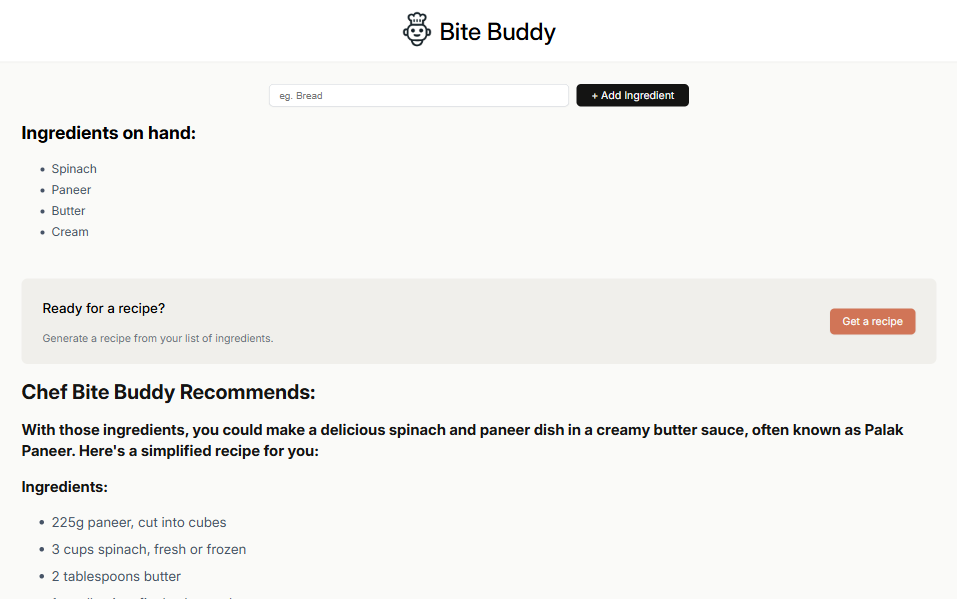 Bite Buddy
eg. Bread
+ Add Ingredient
Ingredients on hand:
• Spinach
• Paneer
• Butter
• Cream
Ready for a recipe?
Generate a recipe from your list of ingredients.
Get a recipe
Chef Bite Buddy Recommends:
With those ingredients, you could make a delicious spinach and paneer dish in a creamy butter sauce, often known as Palak
Paneer. Here's a simplified recipe for you:
Ingredients:
• 225g paneer, cut into cubes
• 3 cups spinach, fresh or frozen
• 2 tablespoons butter